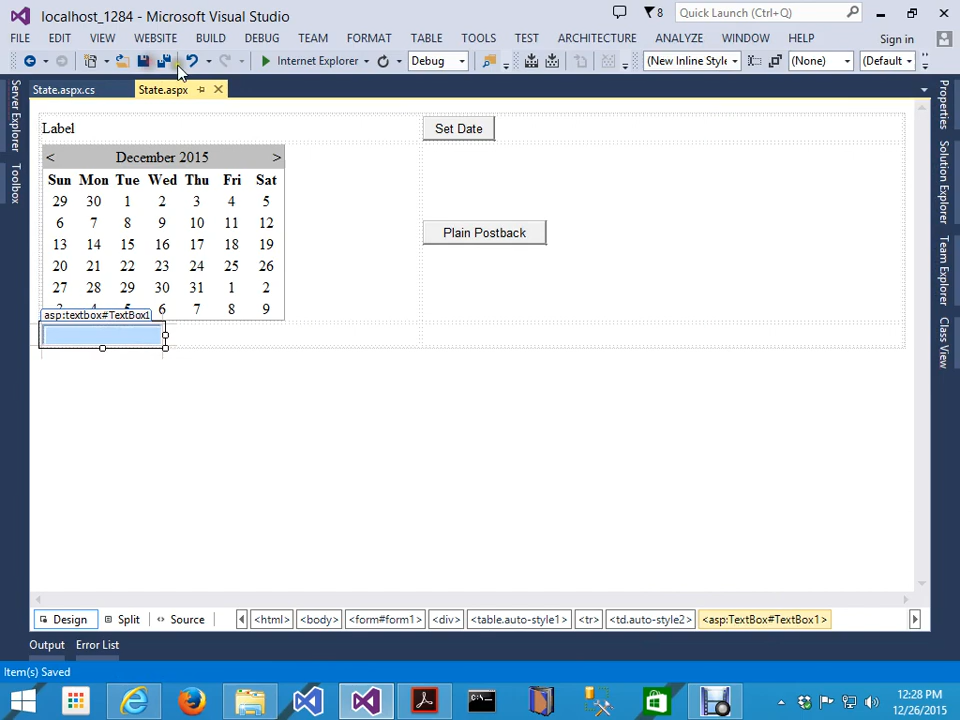 localhost_1284 - Microsoft Visual Studio
8
Quick Launch (Ctrl+Q)
FILE EDIT VIEW WEBSITE BUILD DEBUG TEAM FORMAT TABLE TOOLS TEST ARCHITECTURE ANALYZE WINDOW HELP Sign in
Internet Explorer Debug (New Inline Style (None) (Default
State.aspx.cs State.aspx
Server Explorer
Toolbox
Properties
Solution Explorer
Team Explorer
Class View
Label Set Date
< December 2015 >
Sun Mon Tue Wed Thu Fri Sat
29 30 1 2 3 4 5
6 7 8 9 10 11 12
13 14 15 16 17 18 19
Plain Postback
20 21 22 23 24 25 26
27 28 29 30 31 1 2
3 4 5 6 7 8 9
asp:textbox#TextBox1
Design Split Source <html> <body> <form#form1> <div> <table.auto-style1> <tr> <td.auto-style2> <asp:TextBox#TextBox1>
Output Error List
Item(s) Saved
12:28 PM
12/26/2015